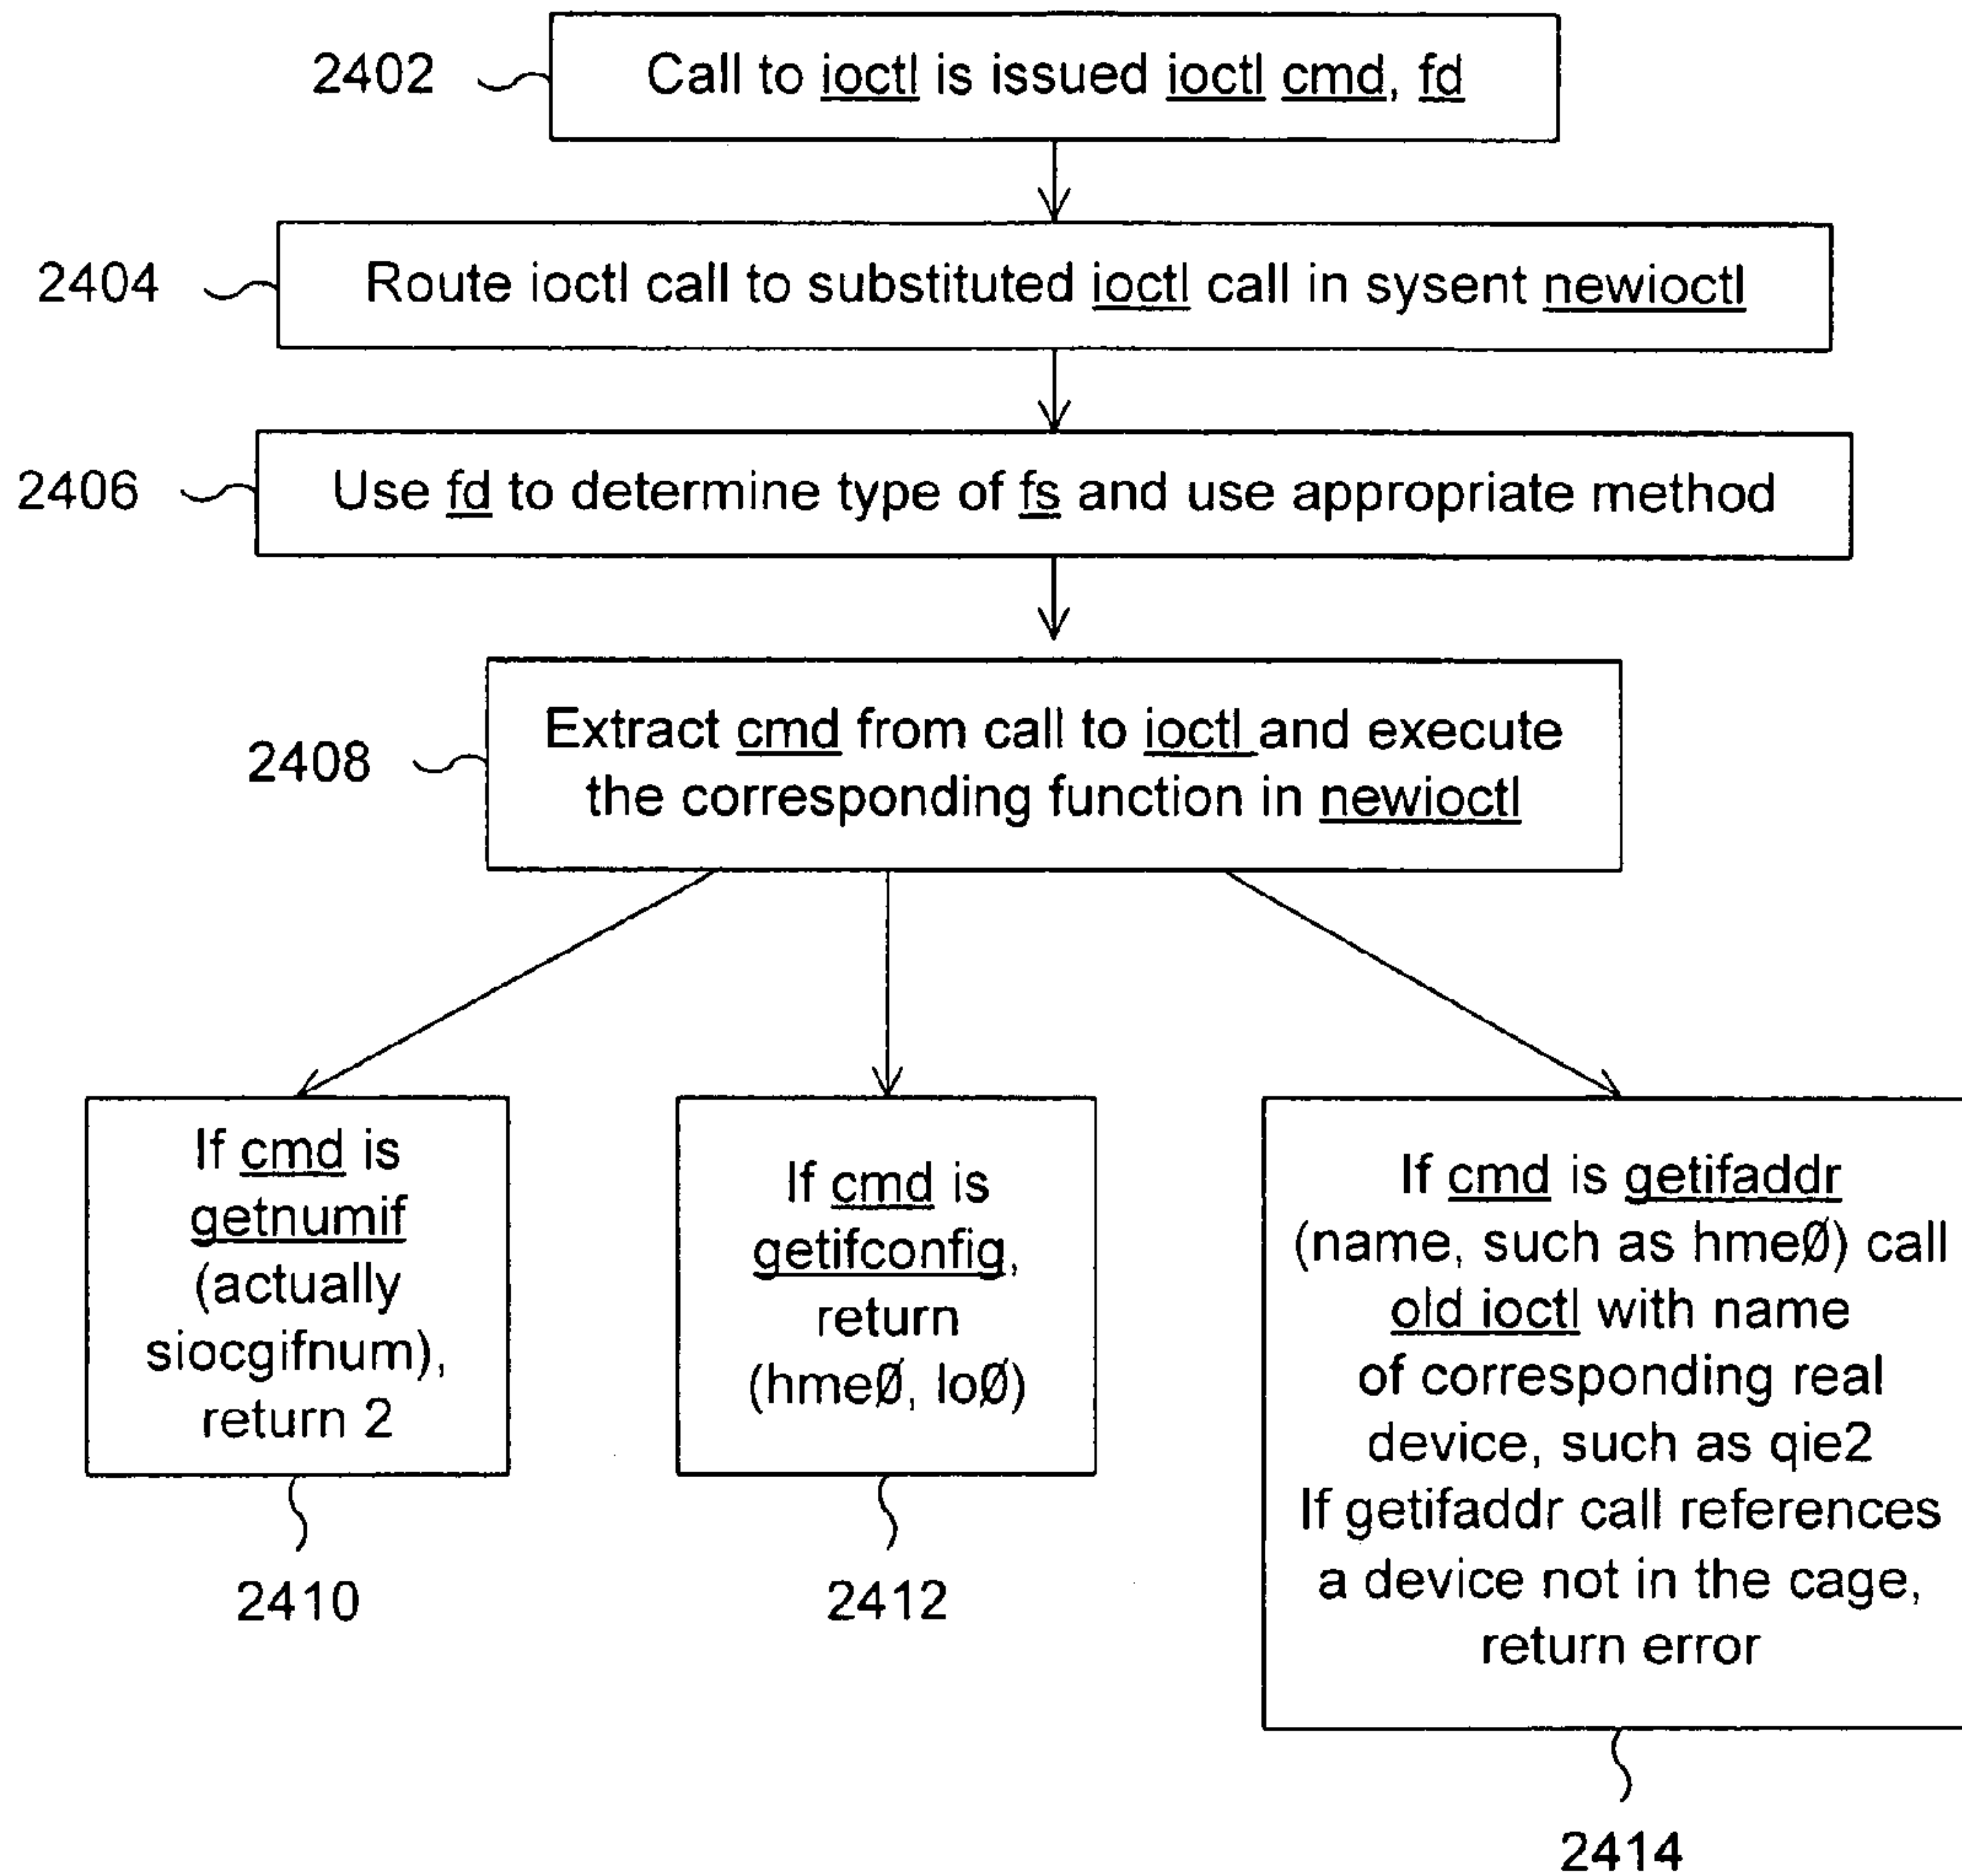 2402
Call to ioctl is issued ioctl cmd, fd
2404
Route ioctl call to substituted ioctl call in sysent newioctl
2406
Use fd to determine type of fs and use appropriate method
2408
Extract cmd from call to ioctl and execute
the corresponding function in newioctl
If cmd is
getnumif
(actually
siocgifnum),
return 2
2410
If cmd is
getifconfig,
return
(hme0̸, lo0̸)
2412
If cmd is getifaddr
(name, such as hme0̸) call
old ioctl with name
of corresponding real
device, such as qie2
If getifaddr call references
a device not in the cage,
return error
2414